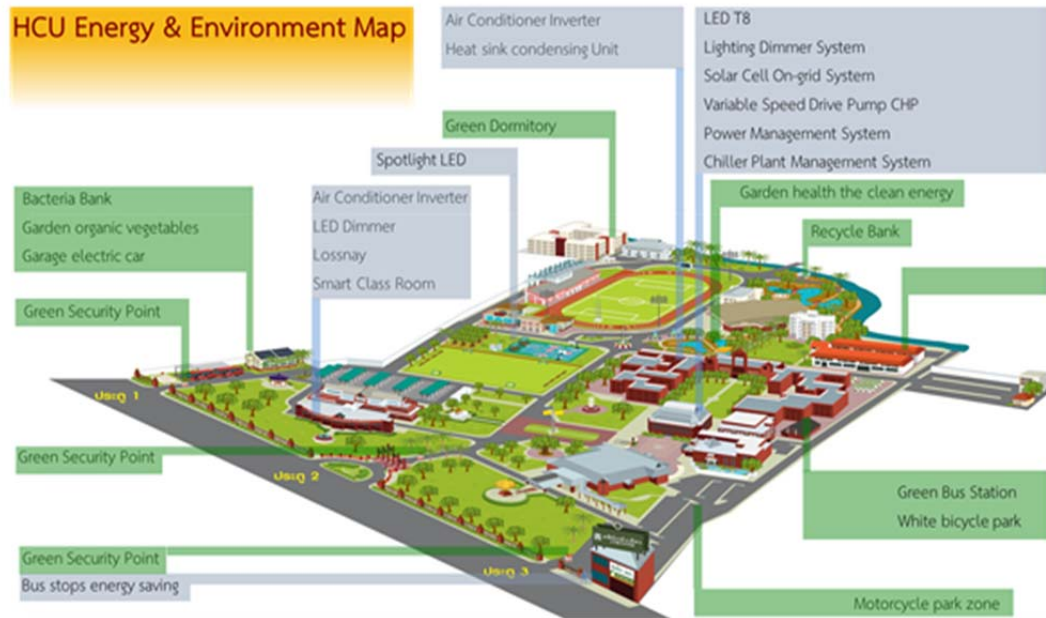 HCU Energy & Environment Map
Air Conditioner Inverter
Heat sink condensing Unit
LED T8
Lighting Dimmer System
Solar Cell On-grid System
Variable Speed Drive Pump CHP
Power Management System
Chiller Plant Management System
Green Dormitory
Spotlight LED
Garden health the clean energy
Bacteria Bank
Garden organic vegetables
Garage electric car
Air Conditioner Inverter
LED Dimmer
Lossnay
Smart Class Room
Recycle Bank
Green Security Point
ประตู 1
Green Security Point
ประตู 2
Green Bus Station
White bicycle park
Green Security Point
Bus stops energy saving
ประตู 3
Motorcycle park zone